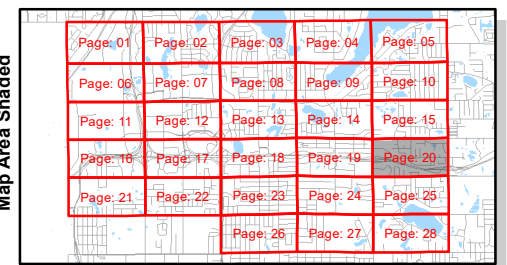 Map Area Shaded
Page: 01 Page: 02 Page: 03 Page: 04 Page: 05
Page: 06 Page: 07 Page: 08 Page: 09 Page: 10
Page: 11 Page: 12 Page: 13 Page: 14 Page: 15
Page: 16 Page: 17 Page: 18 Page: 19 Page: 20
Page: 21 Page: 22 Page: 23 Page: 24 Page: 25
Page: 26 Page: 27 Page: 28